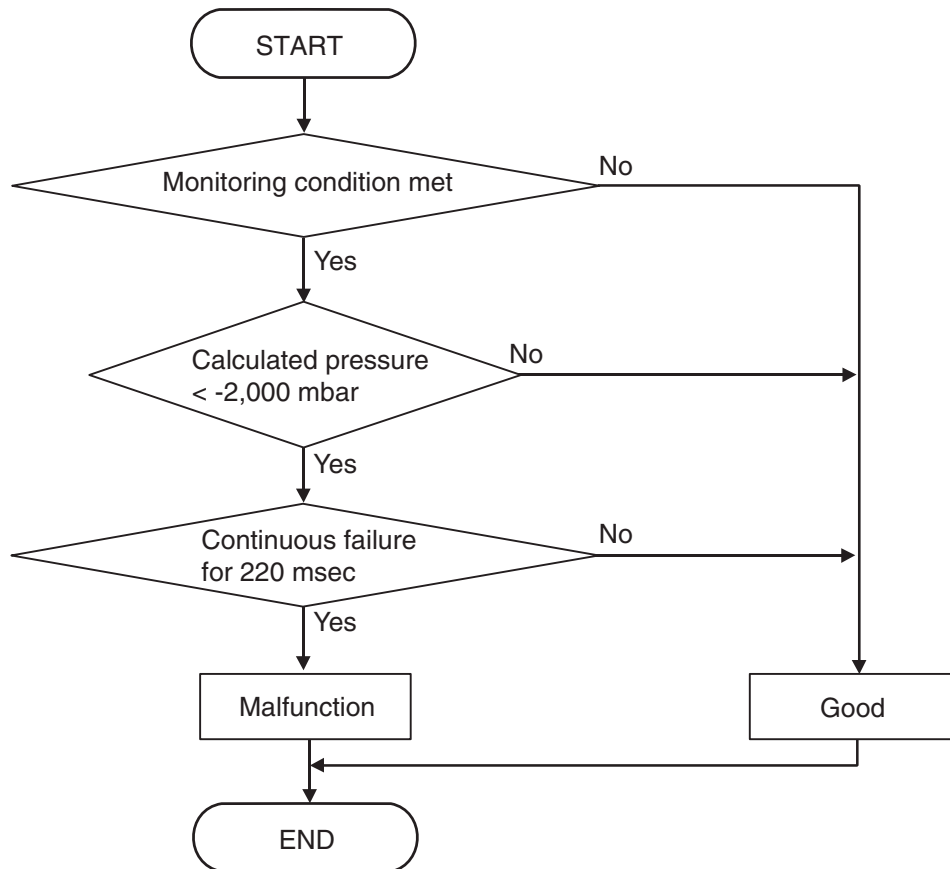 START
Monitoring condition met
No
Yes
Calculated pressure
< -2,000 mbar
No
Yes
Continuous failure
for 220 msec
No
Yes
Malfunction
Good
END